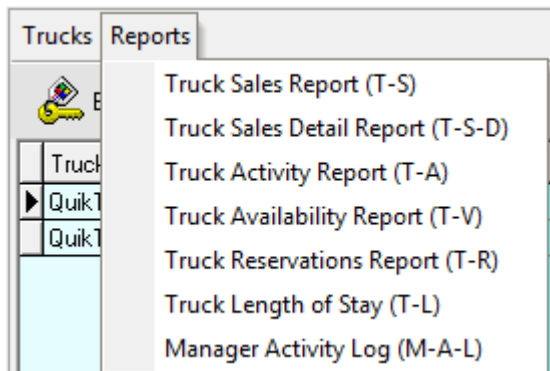 Trucks Reports
Truck Sales Report (T-S)
Truck Sales Detail Report (T-S-D)
Truck Activity Report (T-A)
Truck Availability Report (T-V)
Truck Reservations Report (T-R)
Truck Length of Stay (T-L)
Manager Activity Log (M-A-L)